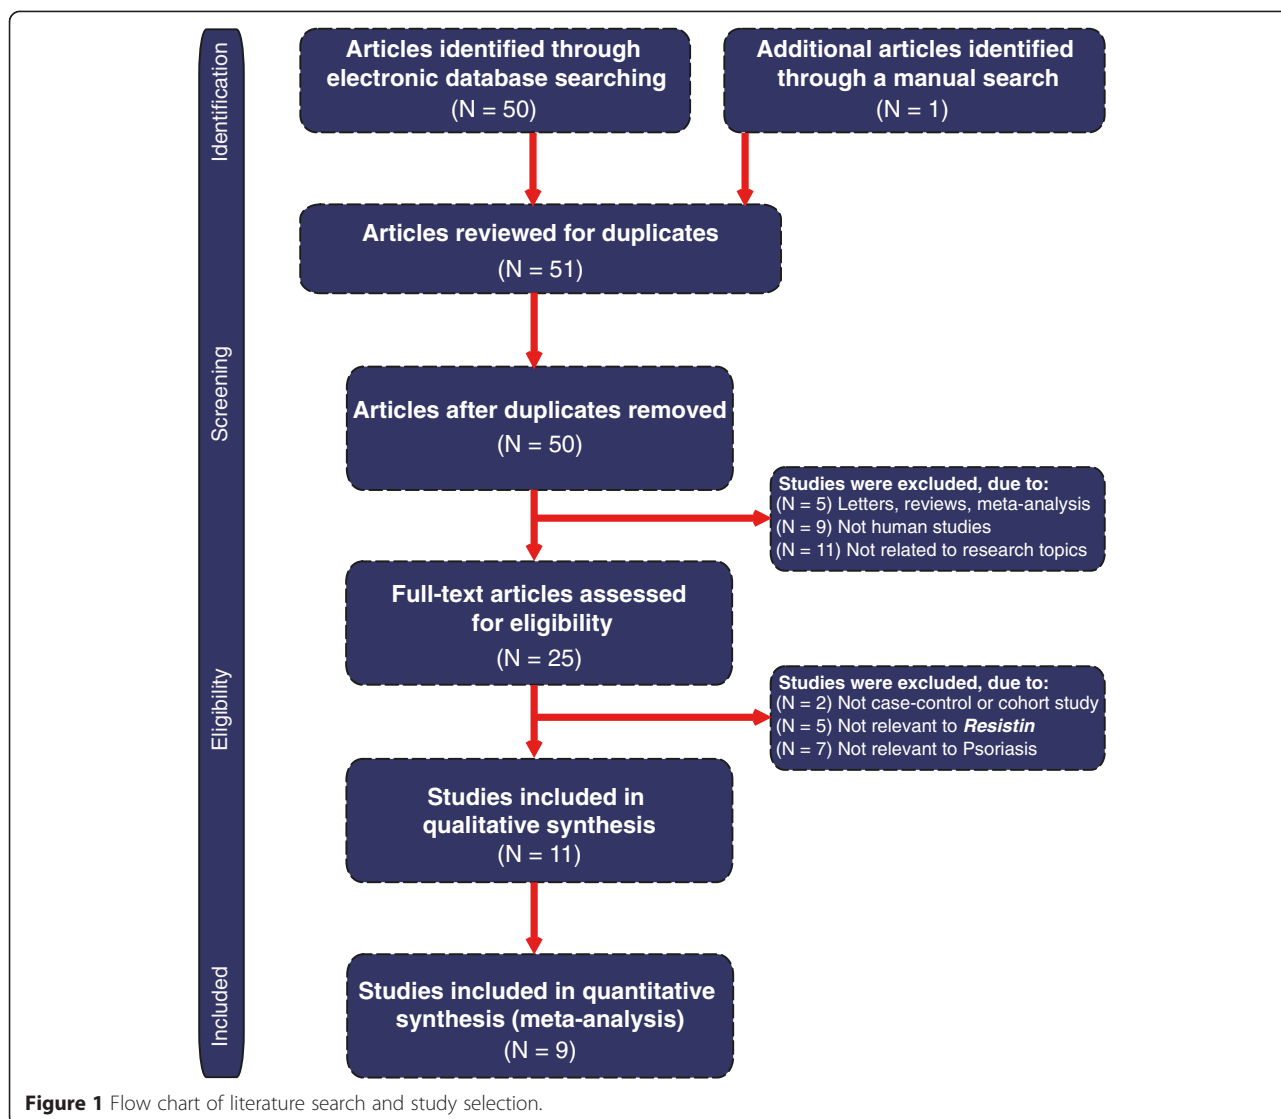 Identification
Articles identified through
electronic database searching
(N = 50)
Additional articles identified
through a manual search
(N = 1)
Articles reviewed for duplicates
(N = 51)
Screening
Articles after duplicates removed
(N = 50)
Studies were excluded, due to:
(N = 5) Letters, reviews, meta-analysis
(N = 9) Not human studies
(N = 11) Not related to research topics
Eligibility
Full-text articles assessed
for eligibility
(N = 25)
Studies were excluded, due to:
(N = 2) Not case-control or cohort study
(N = 5) Not relevant to Resistin
(N = 7) Not relevant to Psoriasis
Studies included in
qualitative synthesis
(N = 11)
Included
Studies included in quantitative
synthesis (meta-analysis)
(N = 9)
Figure 1 Flow chart of literature search and study selection.